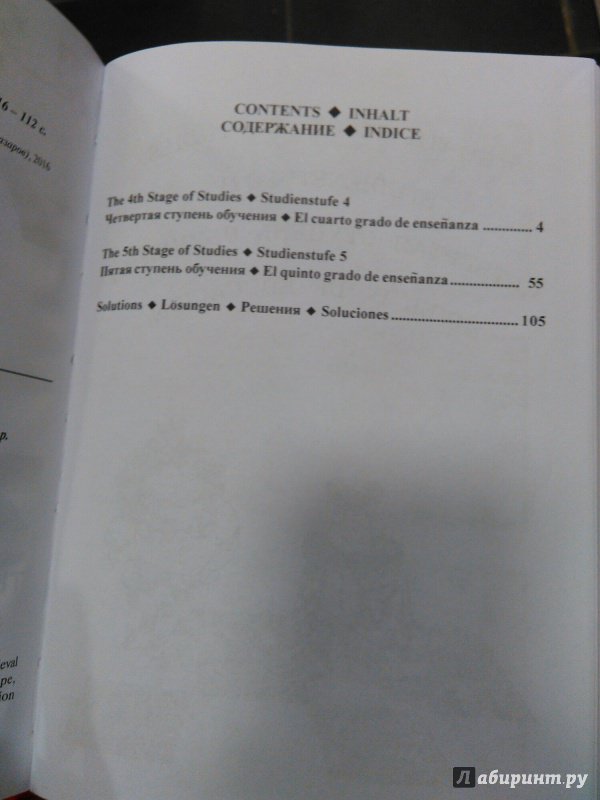 16 – 112 с.
2016
р.
eval
pe,
tion
CONTENTS ◆ INHALT
СОДЕРЖАНИЕ ◆ INDICE
The 4th Stage of Studies ◆ Studienstufe 4
Четвертая ступень обучения ◆ El cuarto grado de enseñanza ............. 4
The 5th Stage of Studies ◆ Studienstufe 5
Пятая ступень обучения ◆ El quinto grado de enseñanza.................. 55
Solutions ◆ Lösungen ◆ Решения ◆ Soluciones................................. 105
Лабиринт.ру